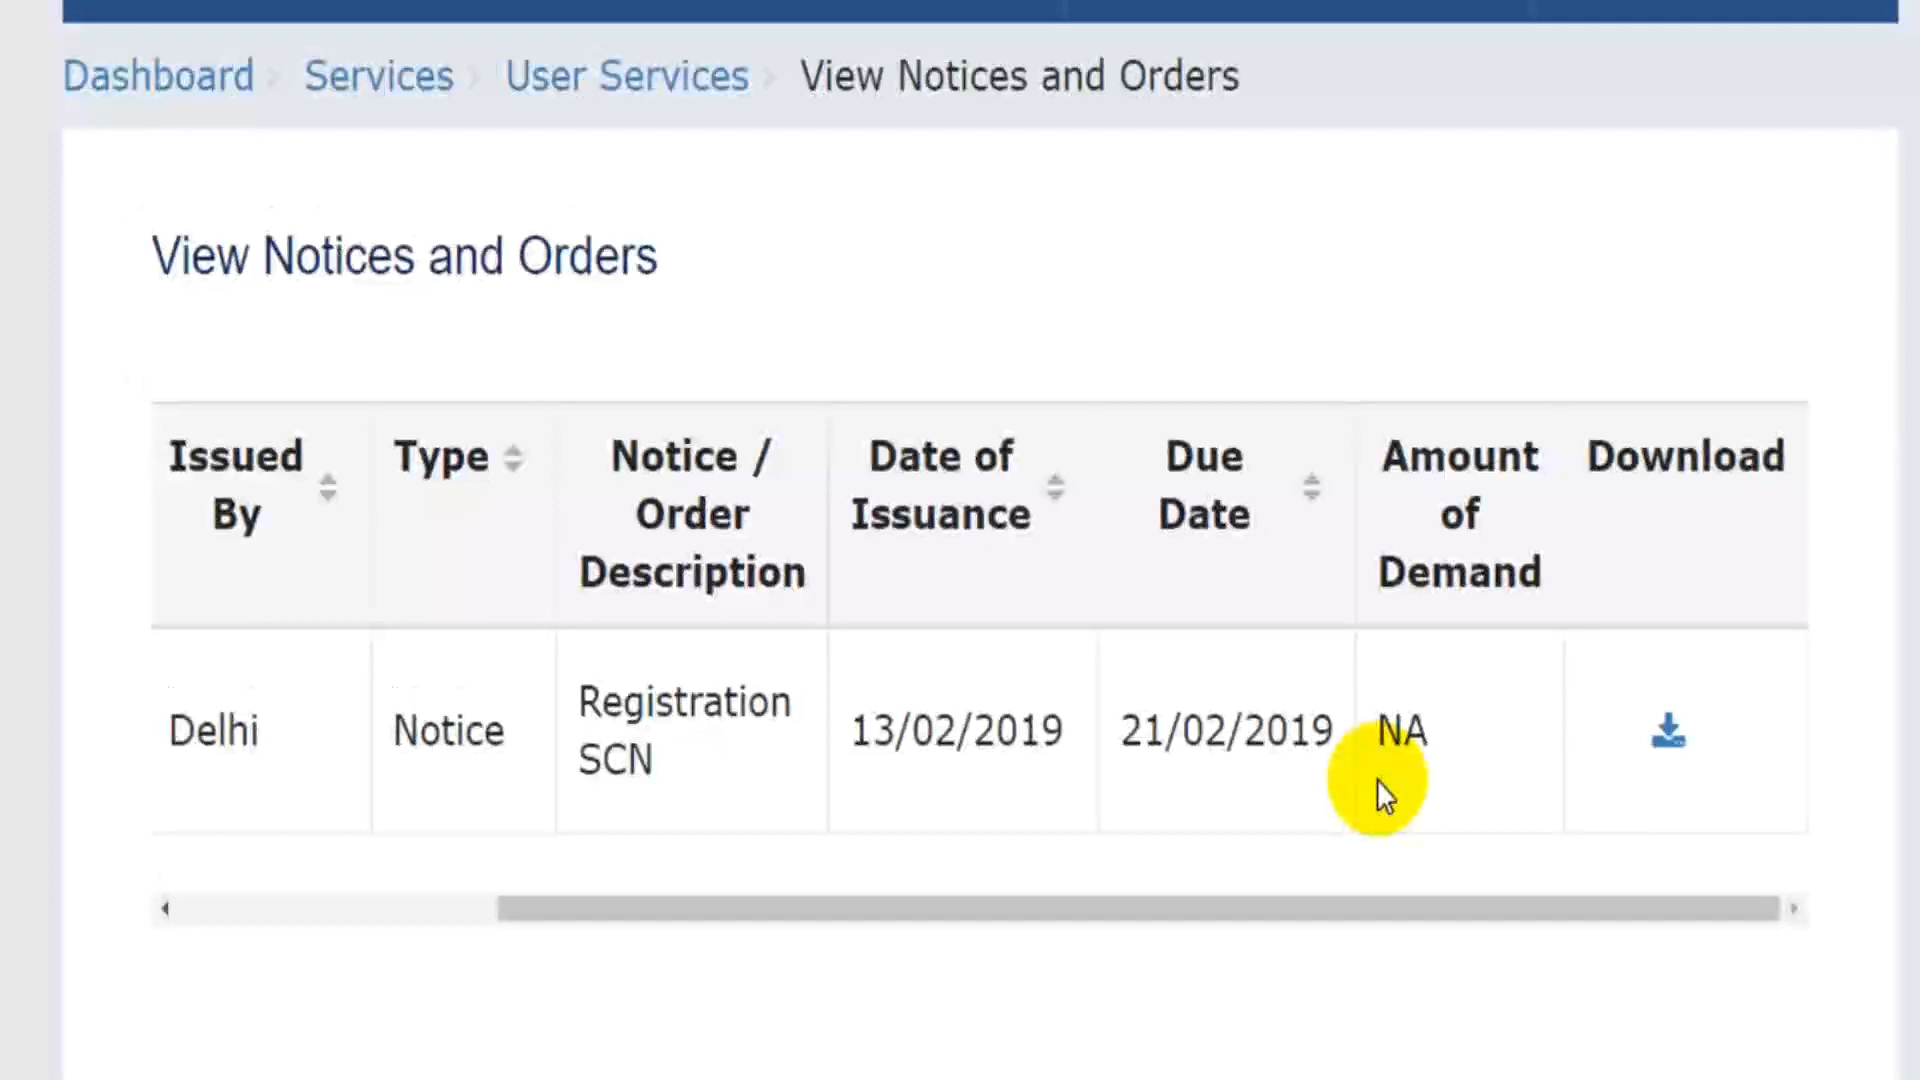 Dashboard Services User Services View Notices and Orders
View Notices and Orders
Issued By
Type
Notice / Order Description
Date of Issuance
Due Date
Amount of Demand
Download
Delhi
Notice
Registration SCN
13/02/2019
21/02/2019
NA